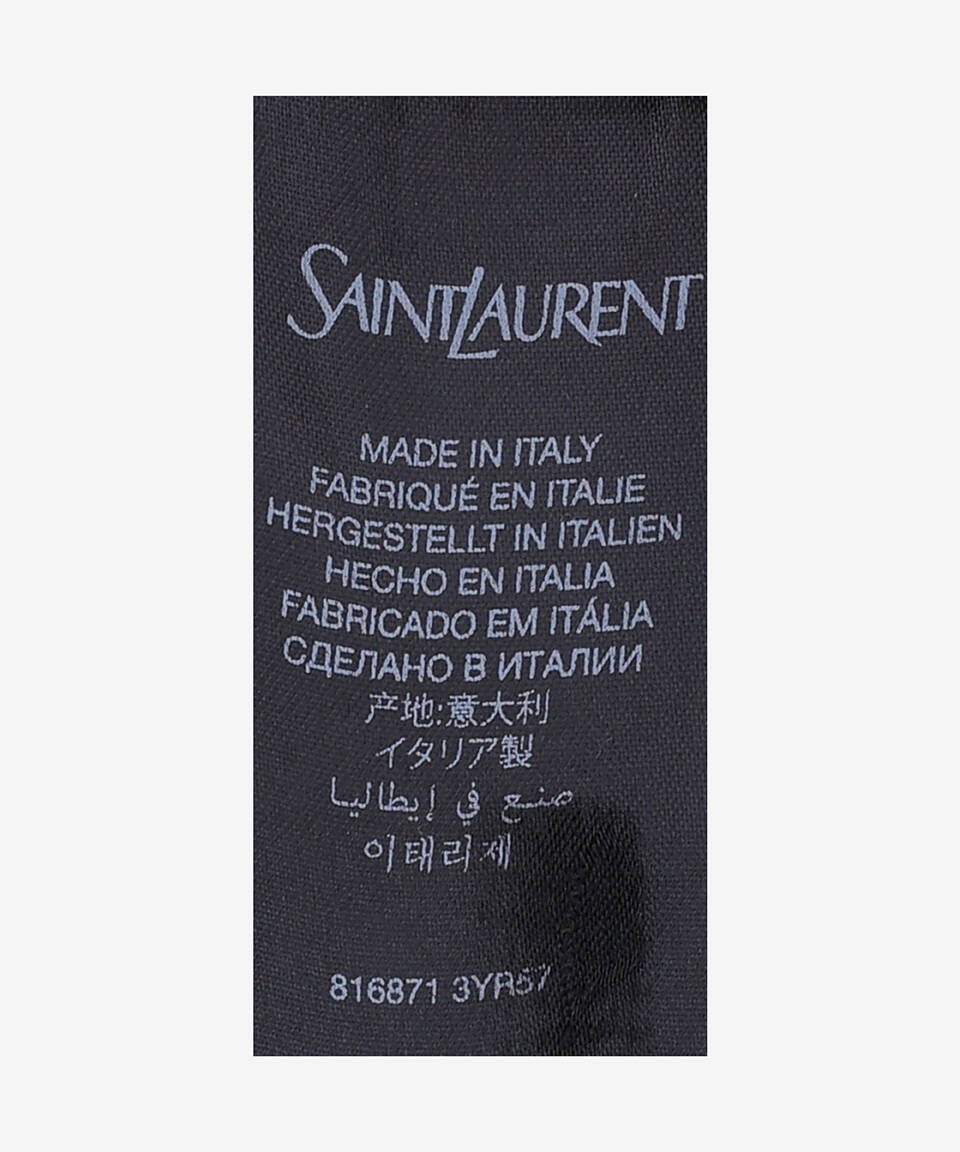 SAINT LAURENT
MADE IN ITALY
FABRIQUÉ EN ITALIE
HERGESTELLT IN ITALIEN
HECHO EN ITALIA
FABRICADO EM ITÁLIA
СДЕЛАНО В ИТАЛИИ
产地:意大利
イタリア製
صنع في إيطاليا
이태리제
816871 3YR57